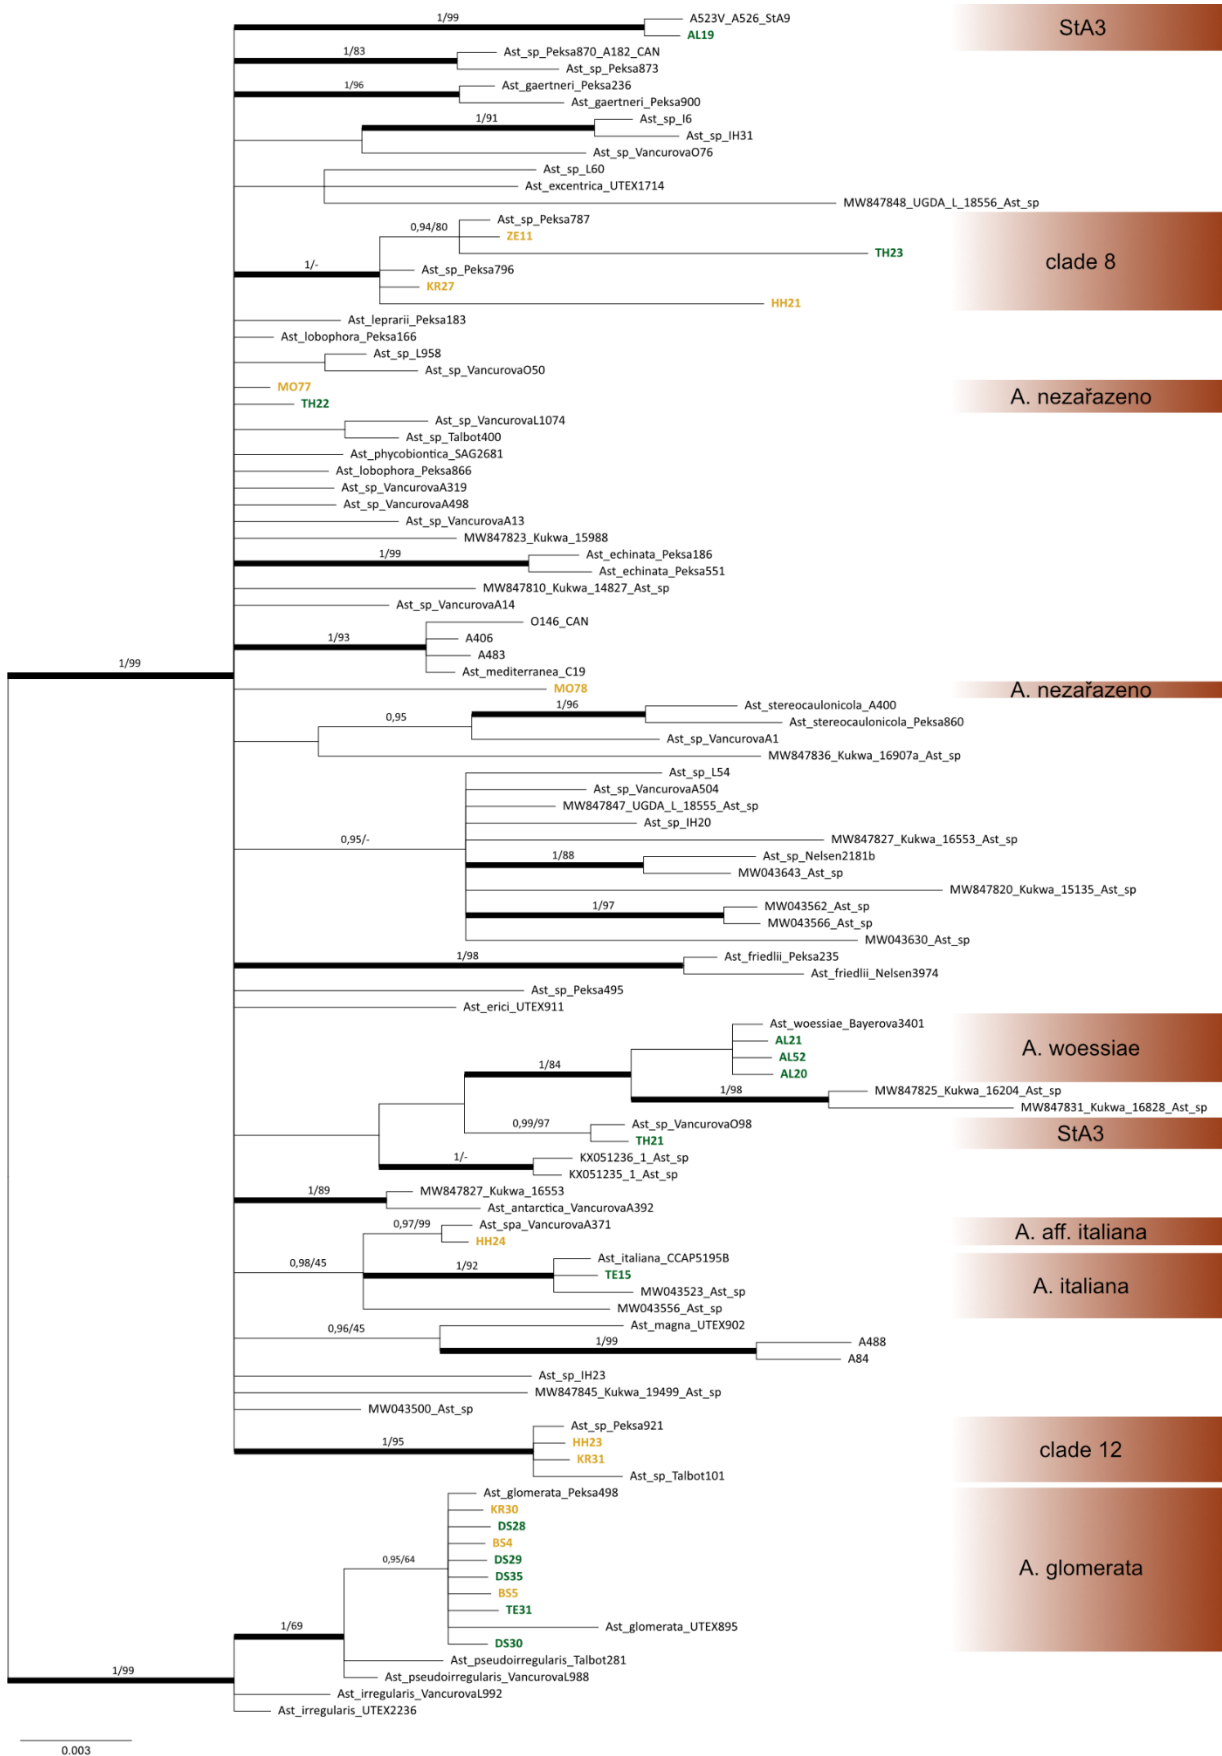 1/99
A523V_A526_StA9
AL19
StA3
1/83
Ast_sp_Peksa870_A182_CAN
Ast_sp_Peksa873
1/96
Ast_gaertneri_Peksa236
Ast_gaertneri_Peksa900
1/91
Ast_sp_I6
Ast_sp_IH31
Ast_sp_VancurovaO76
Ast_sp_L60
Ast_excentrica_UTEX1714
MW847848_UGDA_L_18556_Ast_sp
0,94/80
Ast_sp_Peksa787
ZE11
TH23
clade 8
1/-
Ast_sp_Peksa796
KR27
HH21
Ast_leprarii_Peksa183
Ast_lobophora_Peksa166
Ast_sp_L958
Ast_sp_VancurovaO50
MO77
TH22
A. nezařazeno
Ast_sp_VancurovaL1074
Ast_sp_Talbot400
Ast_phycobiontica_SAG2681
Ast_lobophora_Peksa866
Ast_sp_VancurovaA319
Ast_sp_VancurovaA498
Ast_sp_VancurovaA13
MW847823_Kukwa_15988
1/99
Ast_echinata_Peksa186
Ast_echinata_Peksa551
MW847810_Kukwa_14827_Ast_sp
Ast_sp_VancurovaA14
1/93
O146_CAN
A406
A483
Ast_mediterranea_C19
1/99
MO78
A. nezařazeno
0,95
1/96
Ast_stereocaulonicola_A400
Ast_stereocaulonicola_Peksa860
Ast_sp_VancurovaA1
MW847836_Kukwa_16907a_Ast_sp
Ast_sp_L54
Ast_sp_VancurovaA504
MW847847_UGDA_L_18555_Ast_sp
Ast_sp_IH20
0,95/-
MW847827_Kukwa_16553_Ast_sp
1/88
Ast_sp_Nelsen2181b
MW043643_Ast_sp
MW847820_Kukwa_15135_Ast_sp
1/97
MW043562_Ast_sp
MW043566_Ast_sp
MW043630_Ast_sp
1/98
Ast_friedlii_Peksa235
Ast_friedlii_Nelsen3974
Ast_sp_Peksa495
Ast_erici_UTEX911
1/84
Ast_woessiae_Bayerova3401
AL21
AL52
AL20
A. woessiae
1/98
MW847825_Kukwa_16204_Ast_sp
MW847831_Kukwa_16828_Ast_sp
0,99/97
Ast_sp_VancurovaO98
TH21
StA3
1/-
KX051236_1_Ast_sp
KX051235_1_Ast_sp
1/89
MW847827_Kukwa_16553
Ast_antarctica_VancurovaA392
0,97/99
Ast_spa_VancurovaA371
HH24
A. aff. italiana
0,98/45
1/92
Ast_italiana_CCAP5195B
TE15
MW043523_Ast_sp
A. italiana
MW043556_Ast_sp
0,96/45
Ast_magna_UTEX902
1/99
A488
A84
Ast_sp_IH23
MW847845_Kukwa_19499_Ast_sp
MW043500_Ast_sp
1/95
Ast_sp_Peksa921
HH23
KR31
Ast_sp_Talbot101
clade 12
Ast_glomerata_Peksa498
KR30
DS28
BS4
0,95/64
DS29
DS35
BS5
TE31
Ast_glomerata_UTEX895
DS30
A. glomerata
1/69
Ast_pseudoirregularis_Talbot281
Ast_pseudoirregularis_VancurovaL988
1/99
Ast_irregularis_VancurovaL992
Ast_irregularis_UTEX2236
0.003